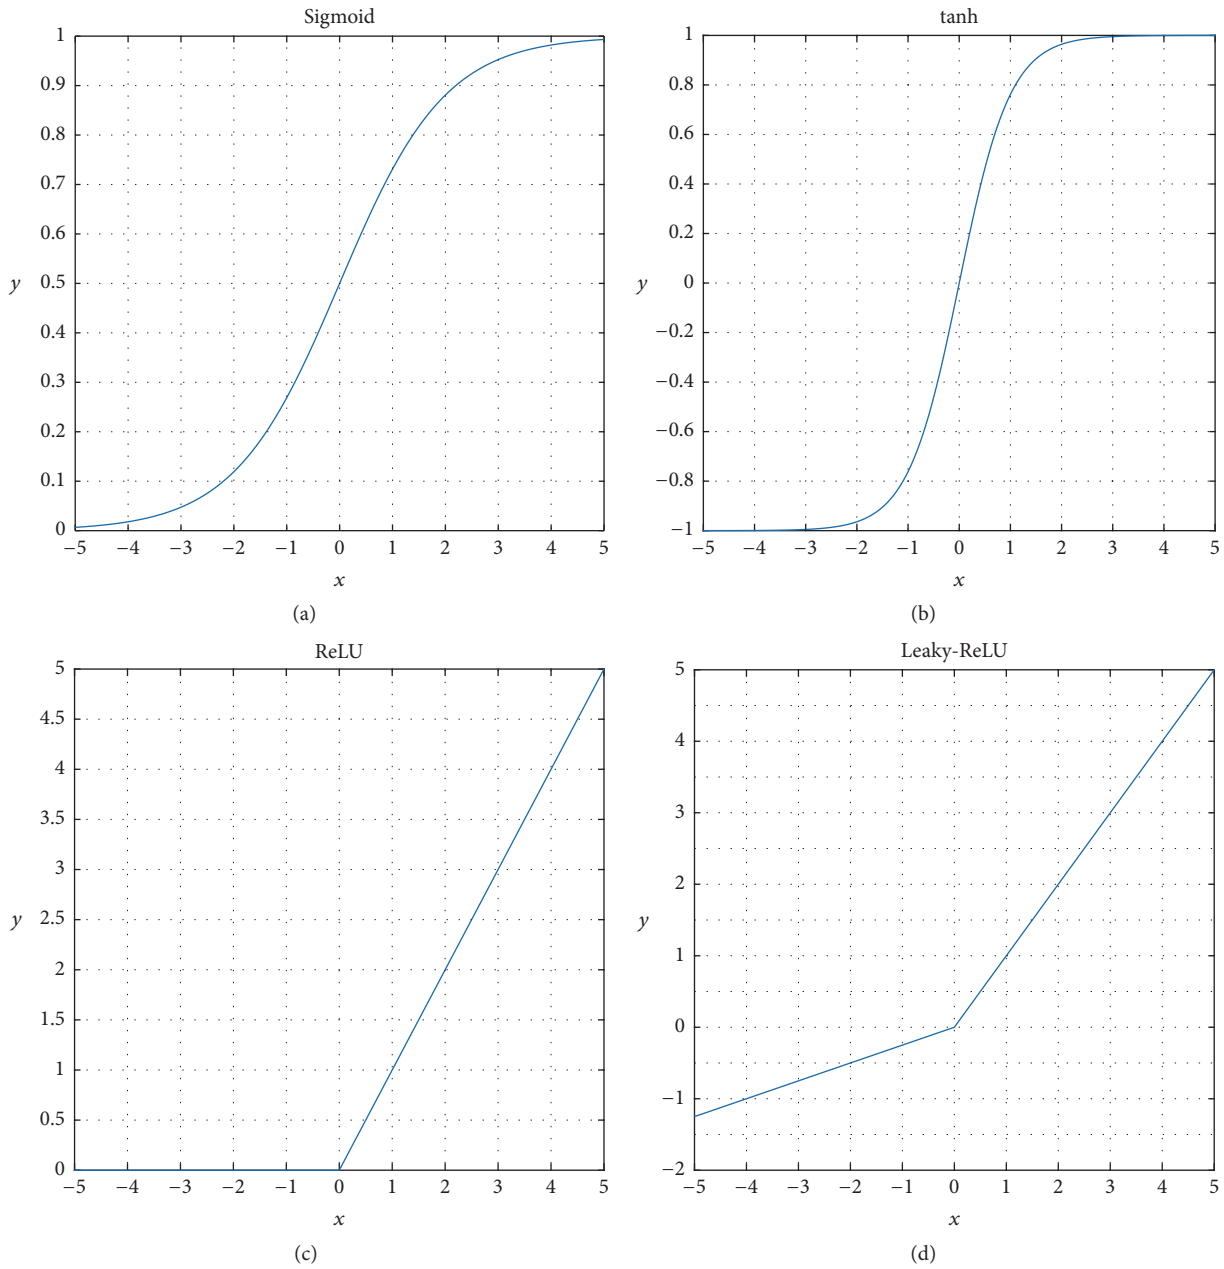 Sigmoid
1
0.9
0.8
0.7
0.6
y
0.5
0.4
0.3
0.2
0.1
0
−5 −4 −3 −2 −1 0 1 2 3 4 5
x
(a)
tanh
1
0.8
0.6
0.4
0.2
y
0
−0.2
−0.4
−0.6
−0.8
−1
−5 −4 −3 −2 −1 0 1 2 3 4 5
x
(b)
ReLU
5
4.5
4
3.5
3
2.5
y
2
1.5
1
0.5
0
−5 −4 −3 −2 −1 0 1 2 3 4 5
x
(c)
Leaky-ReLU
5
4
3
2
y
1
0
−1
−2
−5 −4 −3 −2 −1 0 1 2 3 4 5
x
(d)